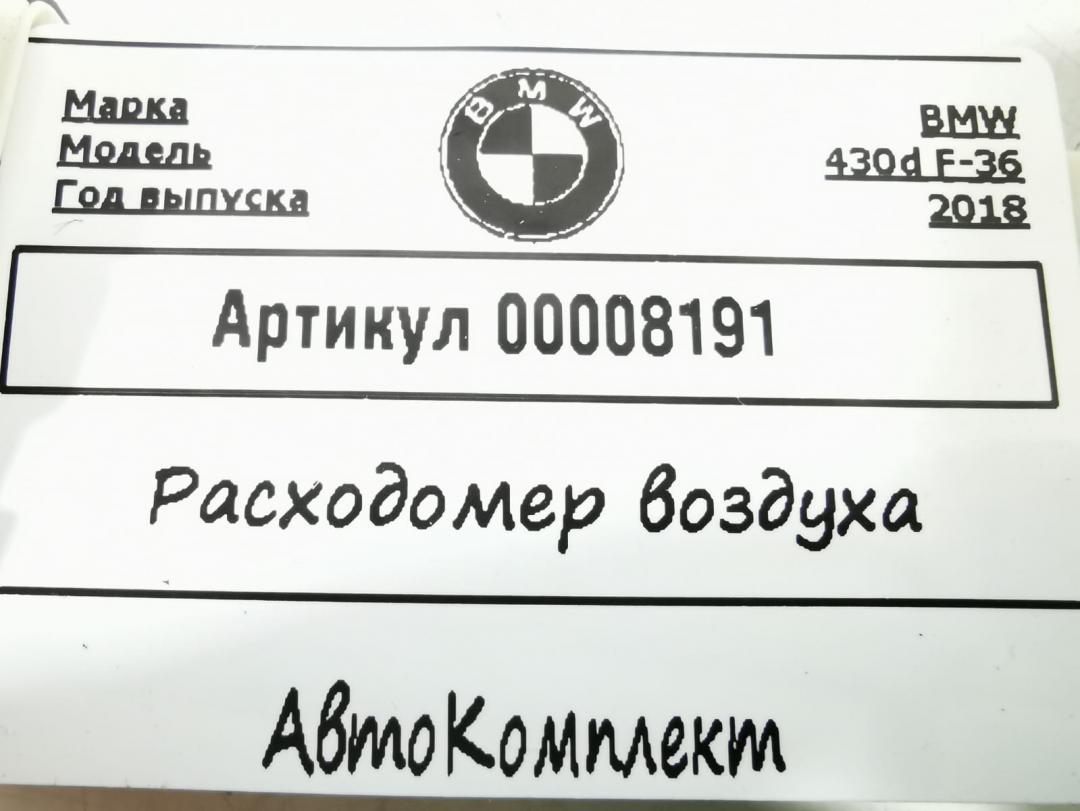 Марка BMW
Модель 430d F-36
Год выпуска 2018
BMW
Артикул 00008191
Расходомер воздуха
АвтоКомплект